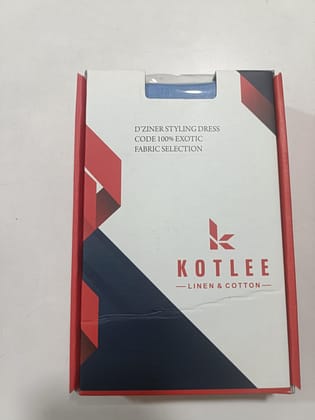 D'ZINER STYLING DRESS
CODE 100% EXOTIC
FABRIC SELECTION
KOTLEE
LINEN & COTTON